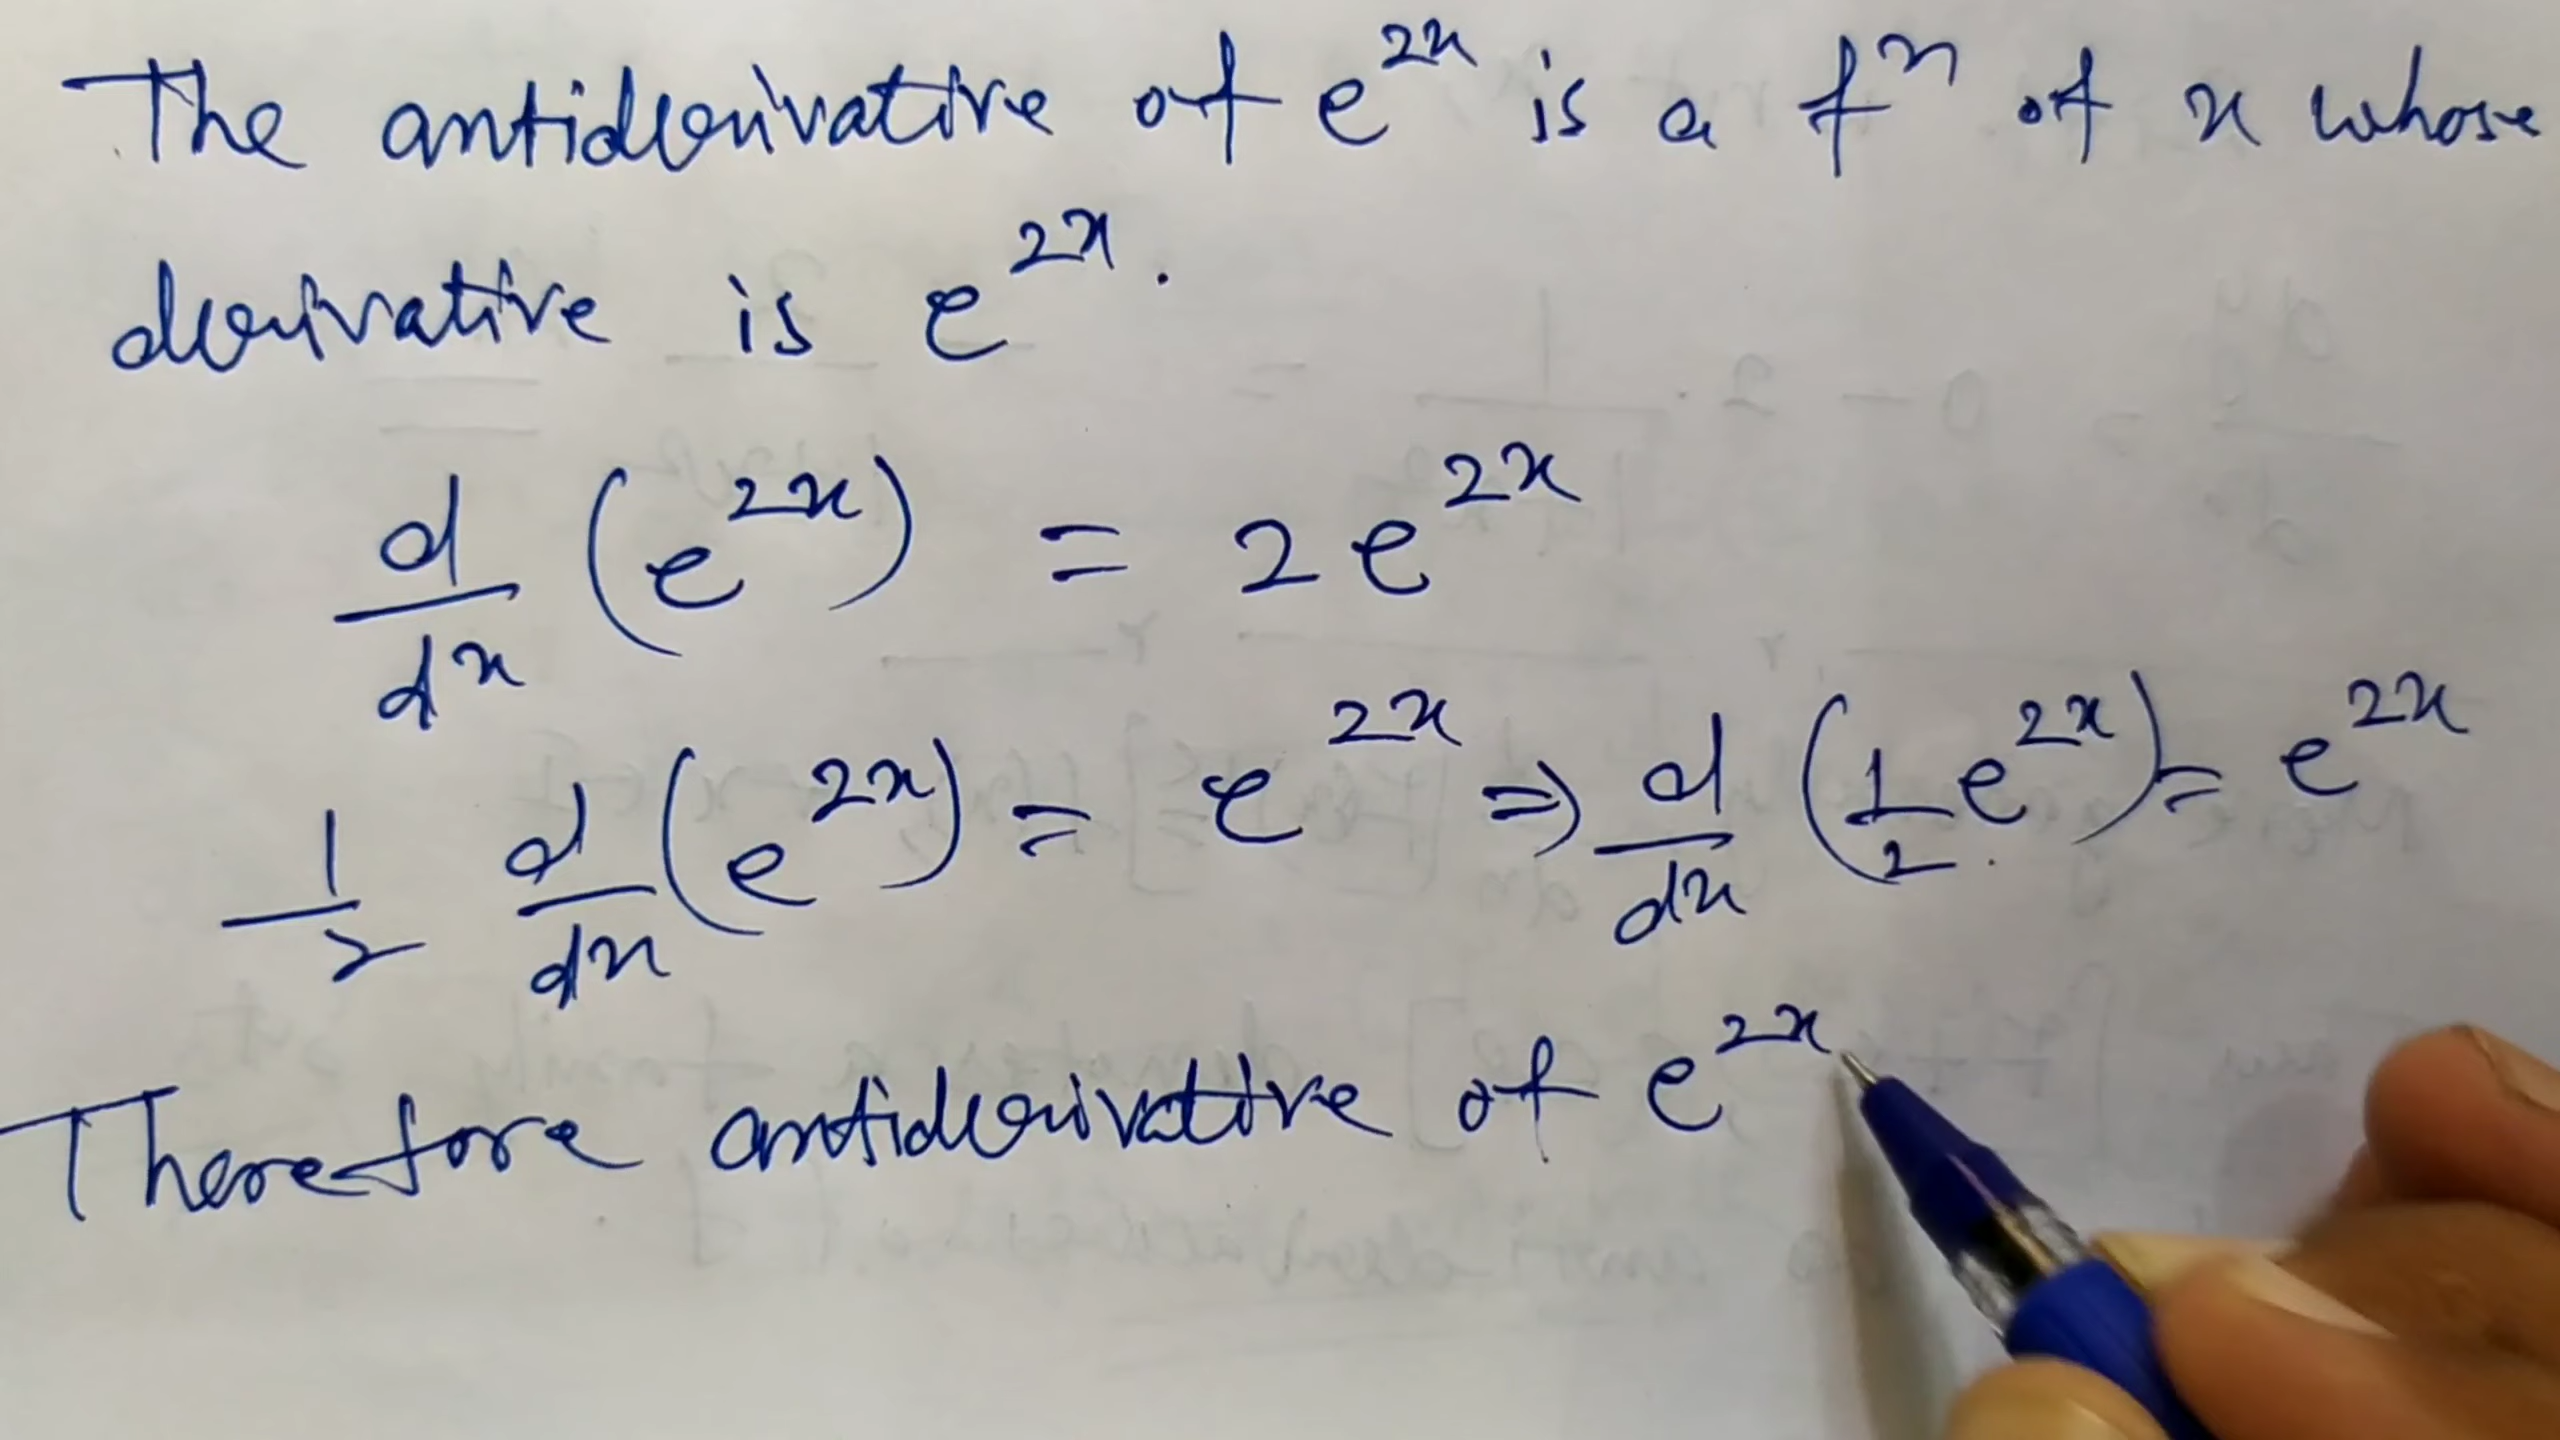 The antiderivative of e^2x is a f^n of x whose
derivative is e^2x.
d/dx (e^2x) = 2 e^2x
1/2 d/dx (e^2x) = e^2x ⇒ d/dx (1/2 e^2x) = e^2x
Therefore antiderivative of e^2x